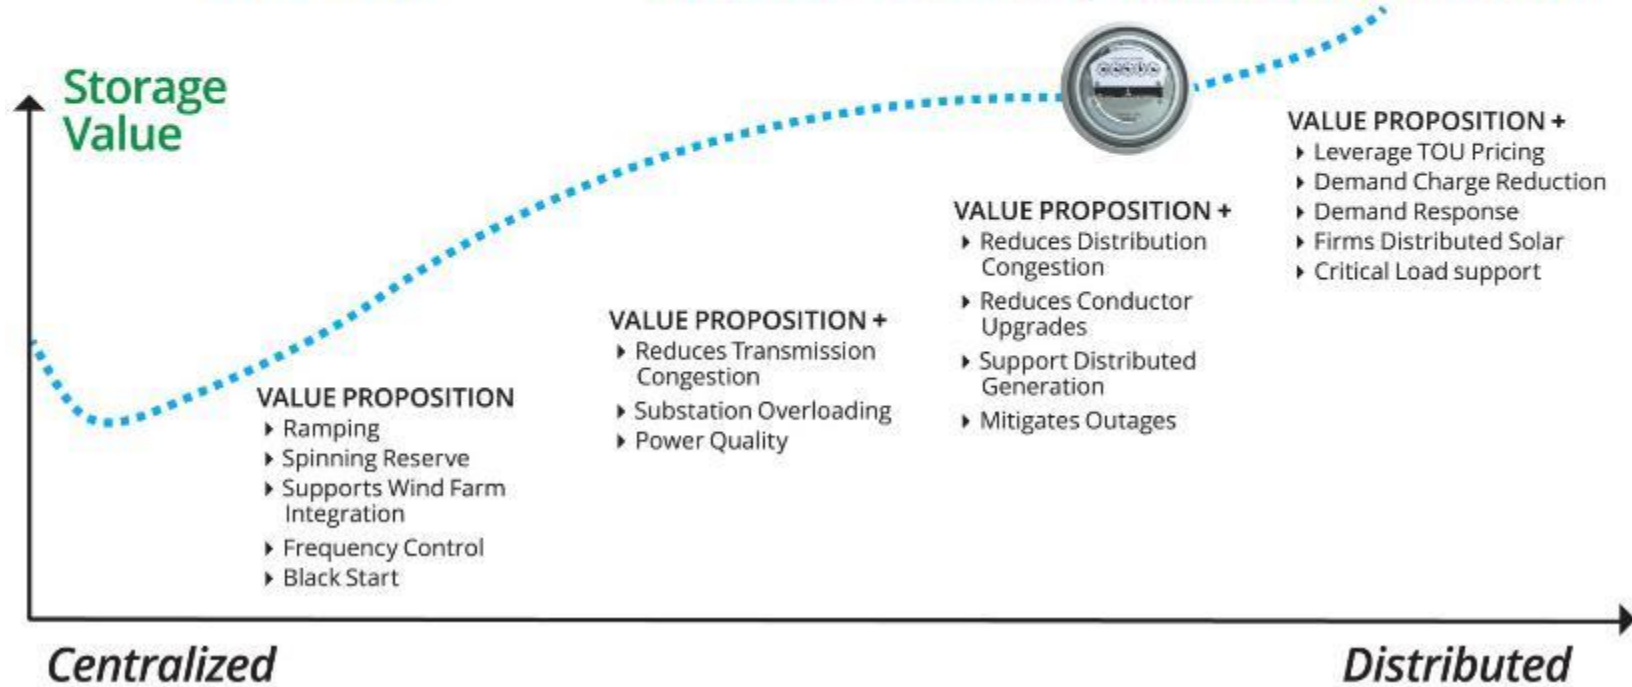 Storage
Value
VALUE PROPOSITION
Ramping
Spinning Reserve
Supports Wind Farm
Integration
Frequency Control
Black Start
VALUE PROPOSITION +
Reduces Transmission
Congestion
Substation Overloading
Power Quality
VALUE PROPOSITION +
Reduces Distribution
Congestion
Reduces Conductor
Upgrades
Support Distributed
Generation
Mitigates Outages
VALUE PROPOSITION +
Leverage TOU Pricing
Demand Charge Reduction
Demand Response
Firms Distributed Solar
Critical Load support
Centralized
Distributed